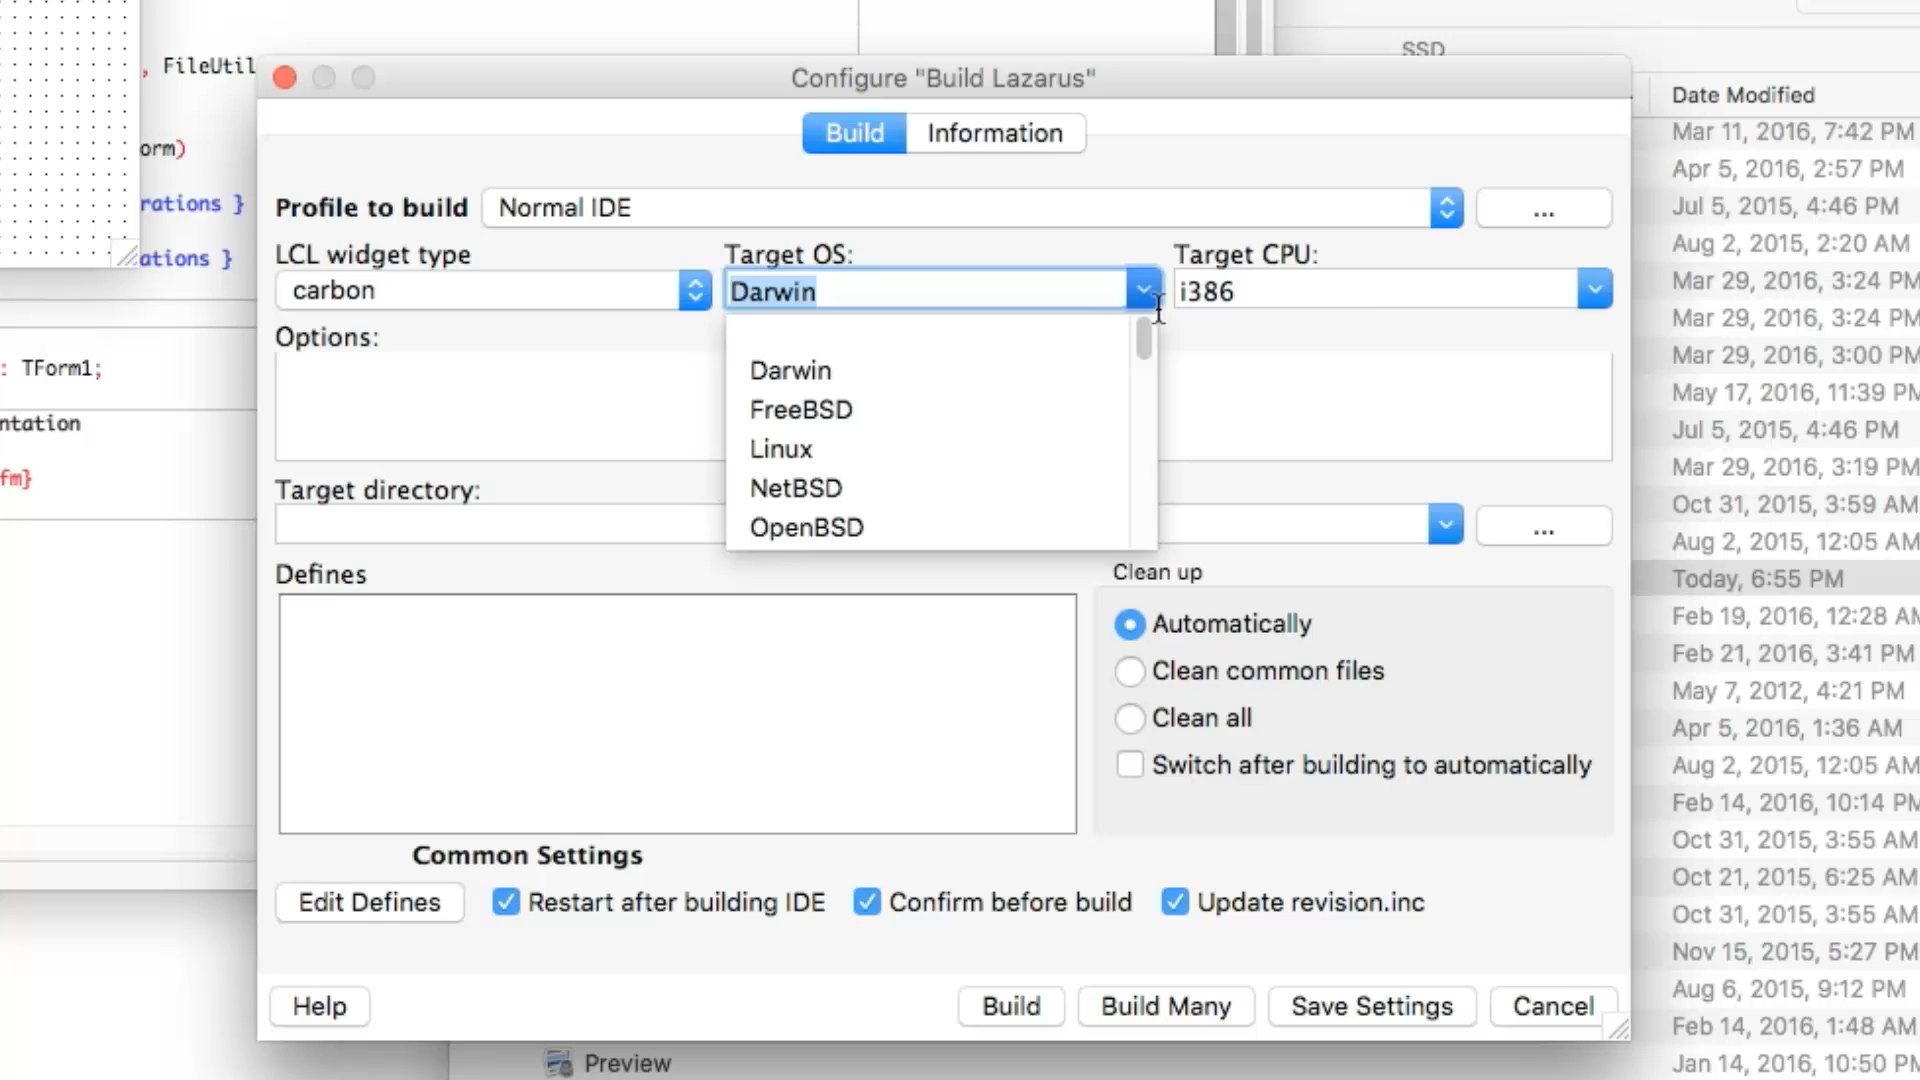 SSD
, FileUtil
Configure "Build Lazarus"
Date Modified
Build
Information
Mar 11, 2016, 7:42 PM
orm)
Apr 5, 2016, 2:57 PM
rations }
Profile to build
Normal IDE
...
Jul 5, 2015, 4:46 PM
Aug 2, 2015, 2:20 AM
ations }
LCL widget type
Target OS:
Target CPU:
carbon
Darwin
i386
Mar 29, 2016, 3:24 PM
Mar 29, 2016, 3:24 PM
Options:
Mar 29, 2016, 3:00 PM
: TForm1;
Darwin
FreeBSD
Linux
NetBSD
OpenBSD
May 17, 2016, 11:39 PM
ntation
Jul 5, 2015, 4:46 PM
fm}
Mar 29, 2016, 3:19 PM
Target directory:
...
Oct 31, 2015, 3:59 AM
Aug 2, 2015, 12:05 AM
Defines
Clean up
Today, 6:55 PM
Automatically
Feb 19, 2016, 12:28 AM
Clean common files
Feb 21, 2016, 3:41 PM
Clean all
May 7, 2012, 4:21 PM
Apr 5, 2016, 1:36 AM
Switch after building to automatically
Aug 2, 2015, 12:05 AM
Feb 14, 2016, 10:14 PM
Common Settings
Oct 31, 2015, 3:55 AM
Oct 21, 2015, 6:25 AM
Edit Defines
Restart after building IDE
Confirm before build
Update revision.inc
Oct 31, 2015, 3:55 AM
Nov 15, 2015, 5:27 PM
Aug 6, 2015, 9:12 PM
Help
Build
Build Many
Save Settings
Cancel
Feb 14, 2016, 1:48 AM
Preview
Jan 14, 2016, 10:50 PM